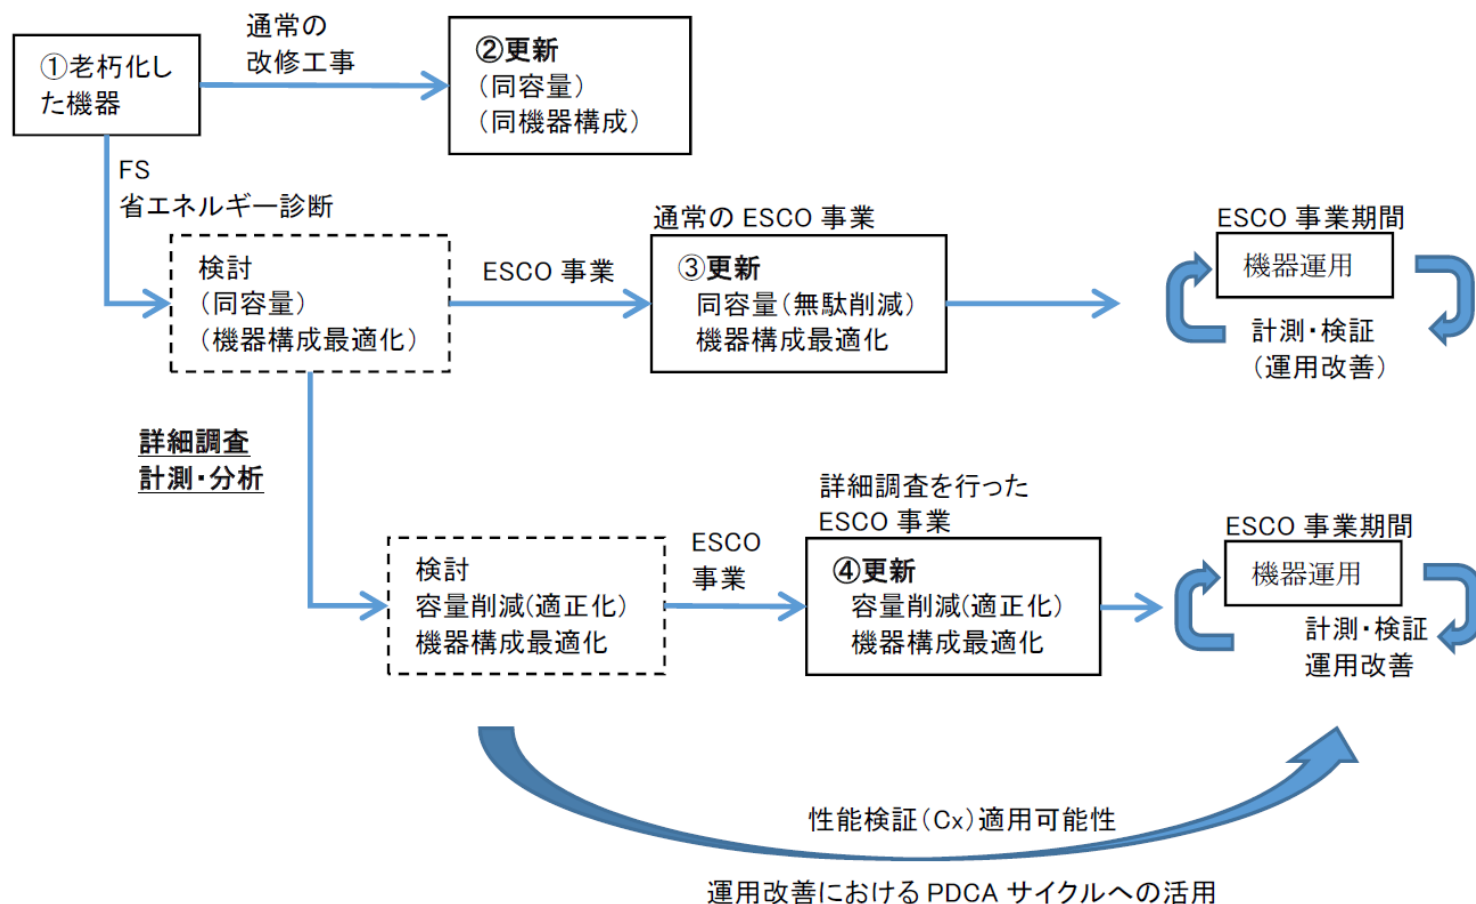 ①老朽化し
た機器
通常の
改修工事
②更新
（同容量）
（同機器構成）
FS
省エネルギー診断
検討
（同容量）
（機器構成最適化）
ESCO 事業
通常の ESCO 事業
③更新
同容量（無駄削減）
機器構成最適化
ESCO 事業期間
機器運用
計測・検証
（運用改善）
詳細調査
計測・分析
検討
容量削減（適正化）
機器構成最適化
ESCO
事業
詳細調査を行った
ESCO 事業
④更新
容量削減（適正化）
機器構成最適化
ESCO 事業期間
機器運用
計測・検証
運用改善
性能検証（Cx）適用可能性
運用改善における PDCA サイクルへの活用